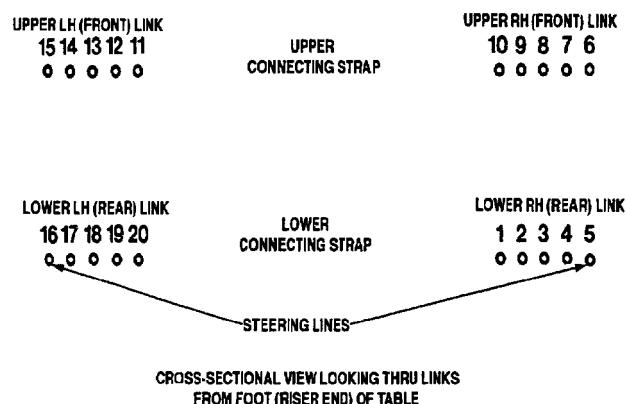 UPPER LH (FRONT) LINK
15 14 13 12 11
UPPER
CONNECTING STRAP
UPPER RH (FRONT) LINK
10 9 8 7 6
LOWER LH (REAR) LINK
16 17 18 19 20
LOWER
CONNECTING STRAP
LOWER RH (REAR) LINK
1 2 3 4 5
STEERING LINES
CROSS-SECTIONAL VIEW LOOKING THRU LINKS
FROM FOOT (RISER END) OF TABLE